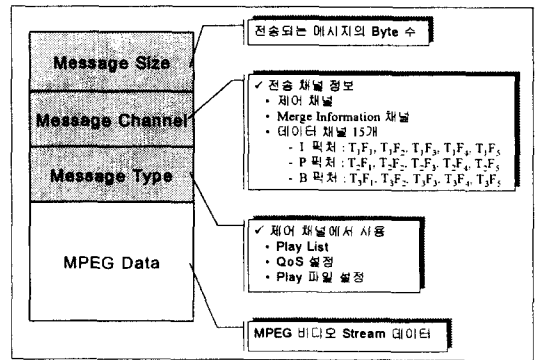 Message Size
Message Channel
Message Type
MPEG Data
전송되는 메시지의 Byte 수
✓ 전송 채널 정보
• 제어 채널
• Merge Information 채널
• 데이터 채널 15개
- I 픽처 : T₁F₁, T₁F₂, T₁F₃, T₁F₄, T₁F₅
- P 픽처 : T₂F₁, T₂F₂, T₂F₃, T₂F₄, T₂F₅
- B 픽처 : T₃F₁, T₃F₂, T₃F₃, T₃F₄, T₃F₅
✓ 제어 채널에서 사용
• Play List
• QoS 설정
• Play 파일 설정
MPEG 비디오 Stream 데이터